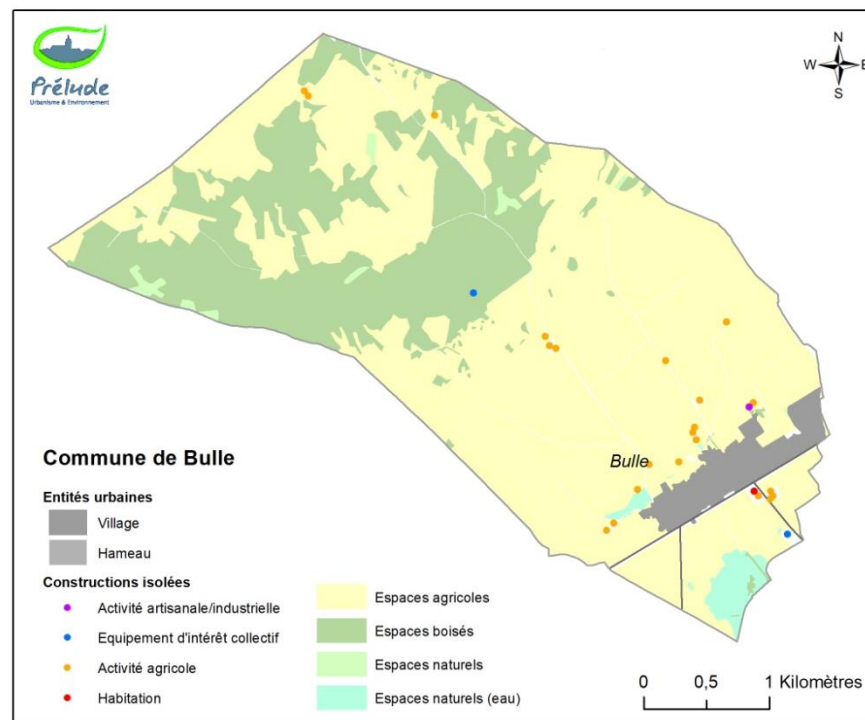 Prélude
Urbanisme & Environnement
N
W E
S
Bulle
Commune de Bulle
Entités urbaines
Village
Hameau
Constructions isolées
Activité artisanale/industrielle
Equipement d'intérêt collectif
Activité agricole
Habitation
Espaces agricoles
Espaces boisés
Espaces naturels
Espaces naturels (eau)
0 0,5 1 Kilomètres